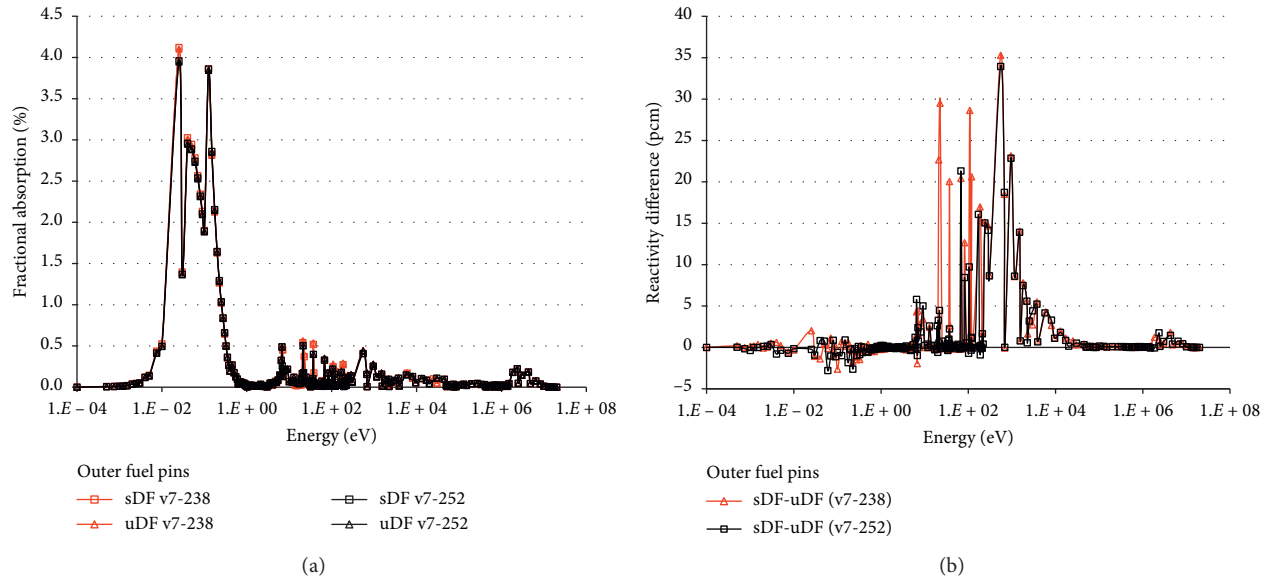 4.5
4.0
3.5
3.0
2.5
2.0
1.5
1.0
0.5
0.0
Fractional absorption (%)
1.E − 04
1.E − 02
1.E + 00
1.E + 02
1.E + 04
1.E + 06
1.E + 08
Energy (eV)
Outer fuel pins
sDF v7-238
sDF v7-252
uDF v7-238
uDF v7-252
(a)
40
35
30
25
20
15
10
5
0
−5
Reactivity difference (pcm)
1.E − 04
1.E − 02
1.E + 00
1.E + 02
1.E + 04
1.E + 06
1.E + 08
Energy (eV)
Outer fuel pins
sDF-uDF (v7-238)
sDF-uDF (v7-252)
(b)